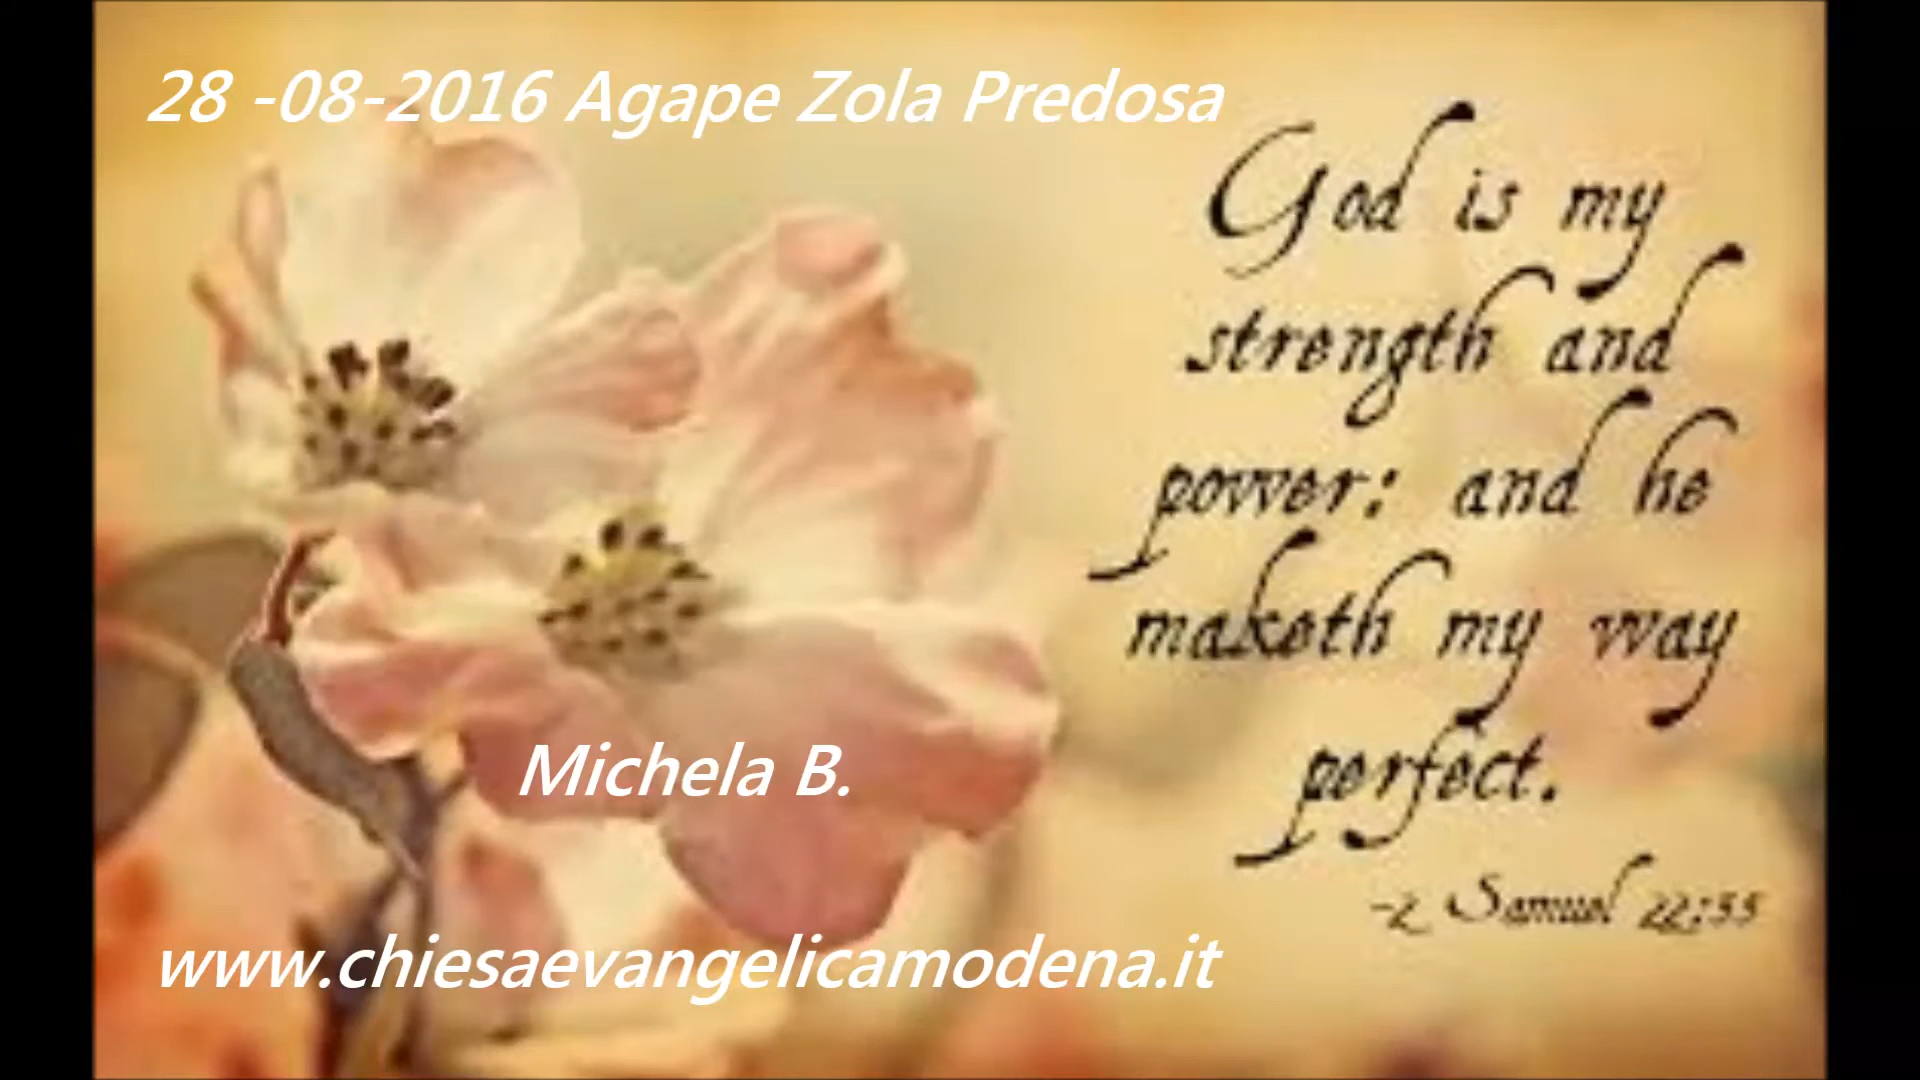 28 -08-2016 Agape Zola Predosa
God is my
strength and
power: and he
maketh my way
perfect.
-2 Samuel 22:33
Michela B.
www.chiesaevangelicamodena.it